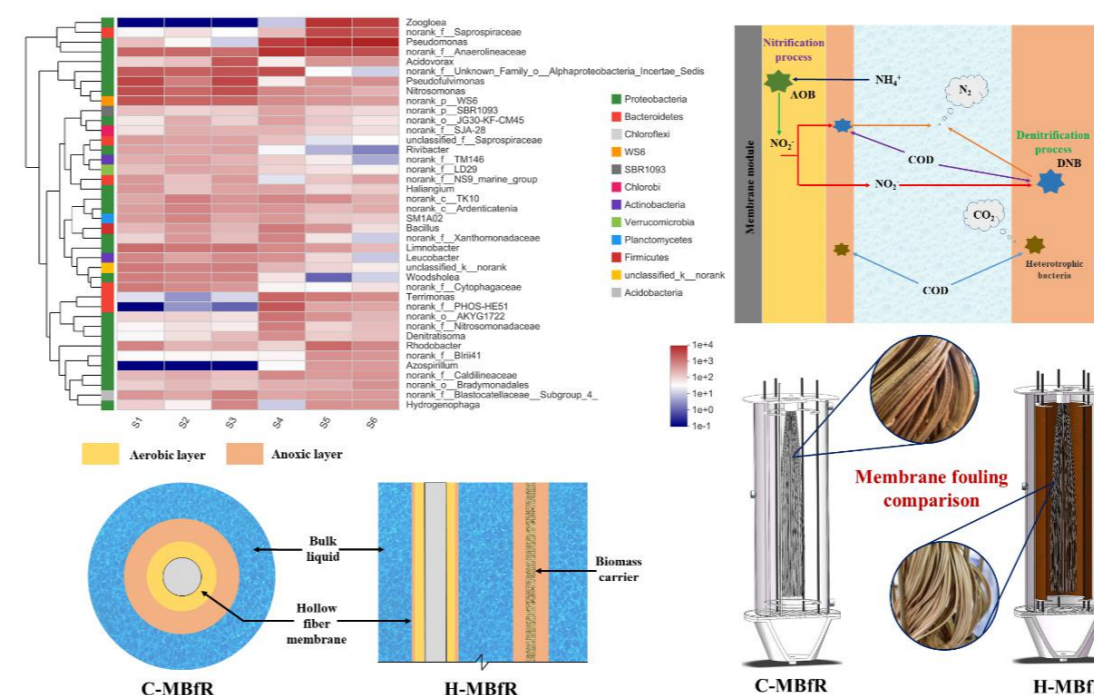 Zoogloea
norank_f__Saprospiraceae
Pseudomonas
norank_f__Anaerolineaceae
Acidovorax
norank_f__Unknown_Family_o__Alphaproteobacteria_Incertae_Sedis
Pseudofulvimonas
Nitrosomonas
norank_p__WS6
norank_p__SBR1093
norank_o__JG30-KF-CM45
norank_f__SJA-28
unclassified_f__Saprospiraceae
Rivibacter
norank_f__TM146
norank_f__LD29
norank_f__NS9_marine_group
Haliangium
norank_c__TK10
norank_c__Ardenticatenia
SM1A02
Bacillus
norank_f__Xanthomonadaceae
Limnobacter
Leucobacter
unclassified_k__norank
Woodsholea
norank_f__Cytophagaceae
Terrimonas
norank_f__PHOS-HE51
norank_o__AKYG1722
norank_f__Nitrosomonadaceae
Denitratisoma
Rhodobacter
norank_f__Blrii41
Azospirillum
norank_f__Caldilineaceae
norank_o__Bradymonadales
norank_f__Blastocatellaceae__Subgroup_4_
Hydrogenophaga
S1 S2 S3 S4 S5 S6
Proteobacteria
Bacteroidetes
Chloroflexi
WS6
SBR1093
Chlorobi
Actinobacteria
Verrucomicrobia
Planctomycetes
Firmicutes
unclassified_k__norank
Acidobacteria
1e+4
1e+3
1e+2
1e+1
1e+0
1e-1
Membrane module
Nitrification
process
NH₄⁺
AOB
N₂
NO₂⁻
COD
Denitrification
process
DNB
NO₂
CO₂
Heterotrophic
bacteria
COD
Aerobic layer
Anoxic layer
Bulk
liquid
Hollow
fiber
membrane
Biomass
carrier
C-MBfR
H-MBfR
Membrane fouling
comparison
C-MBfR